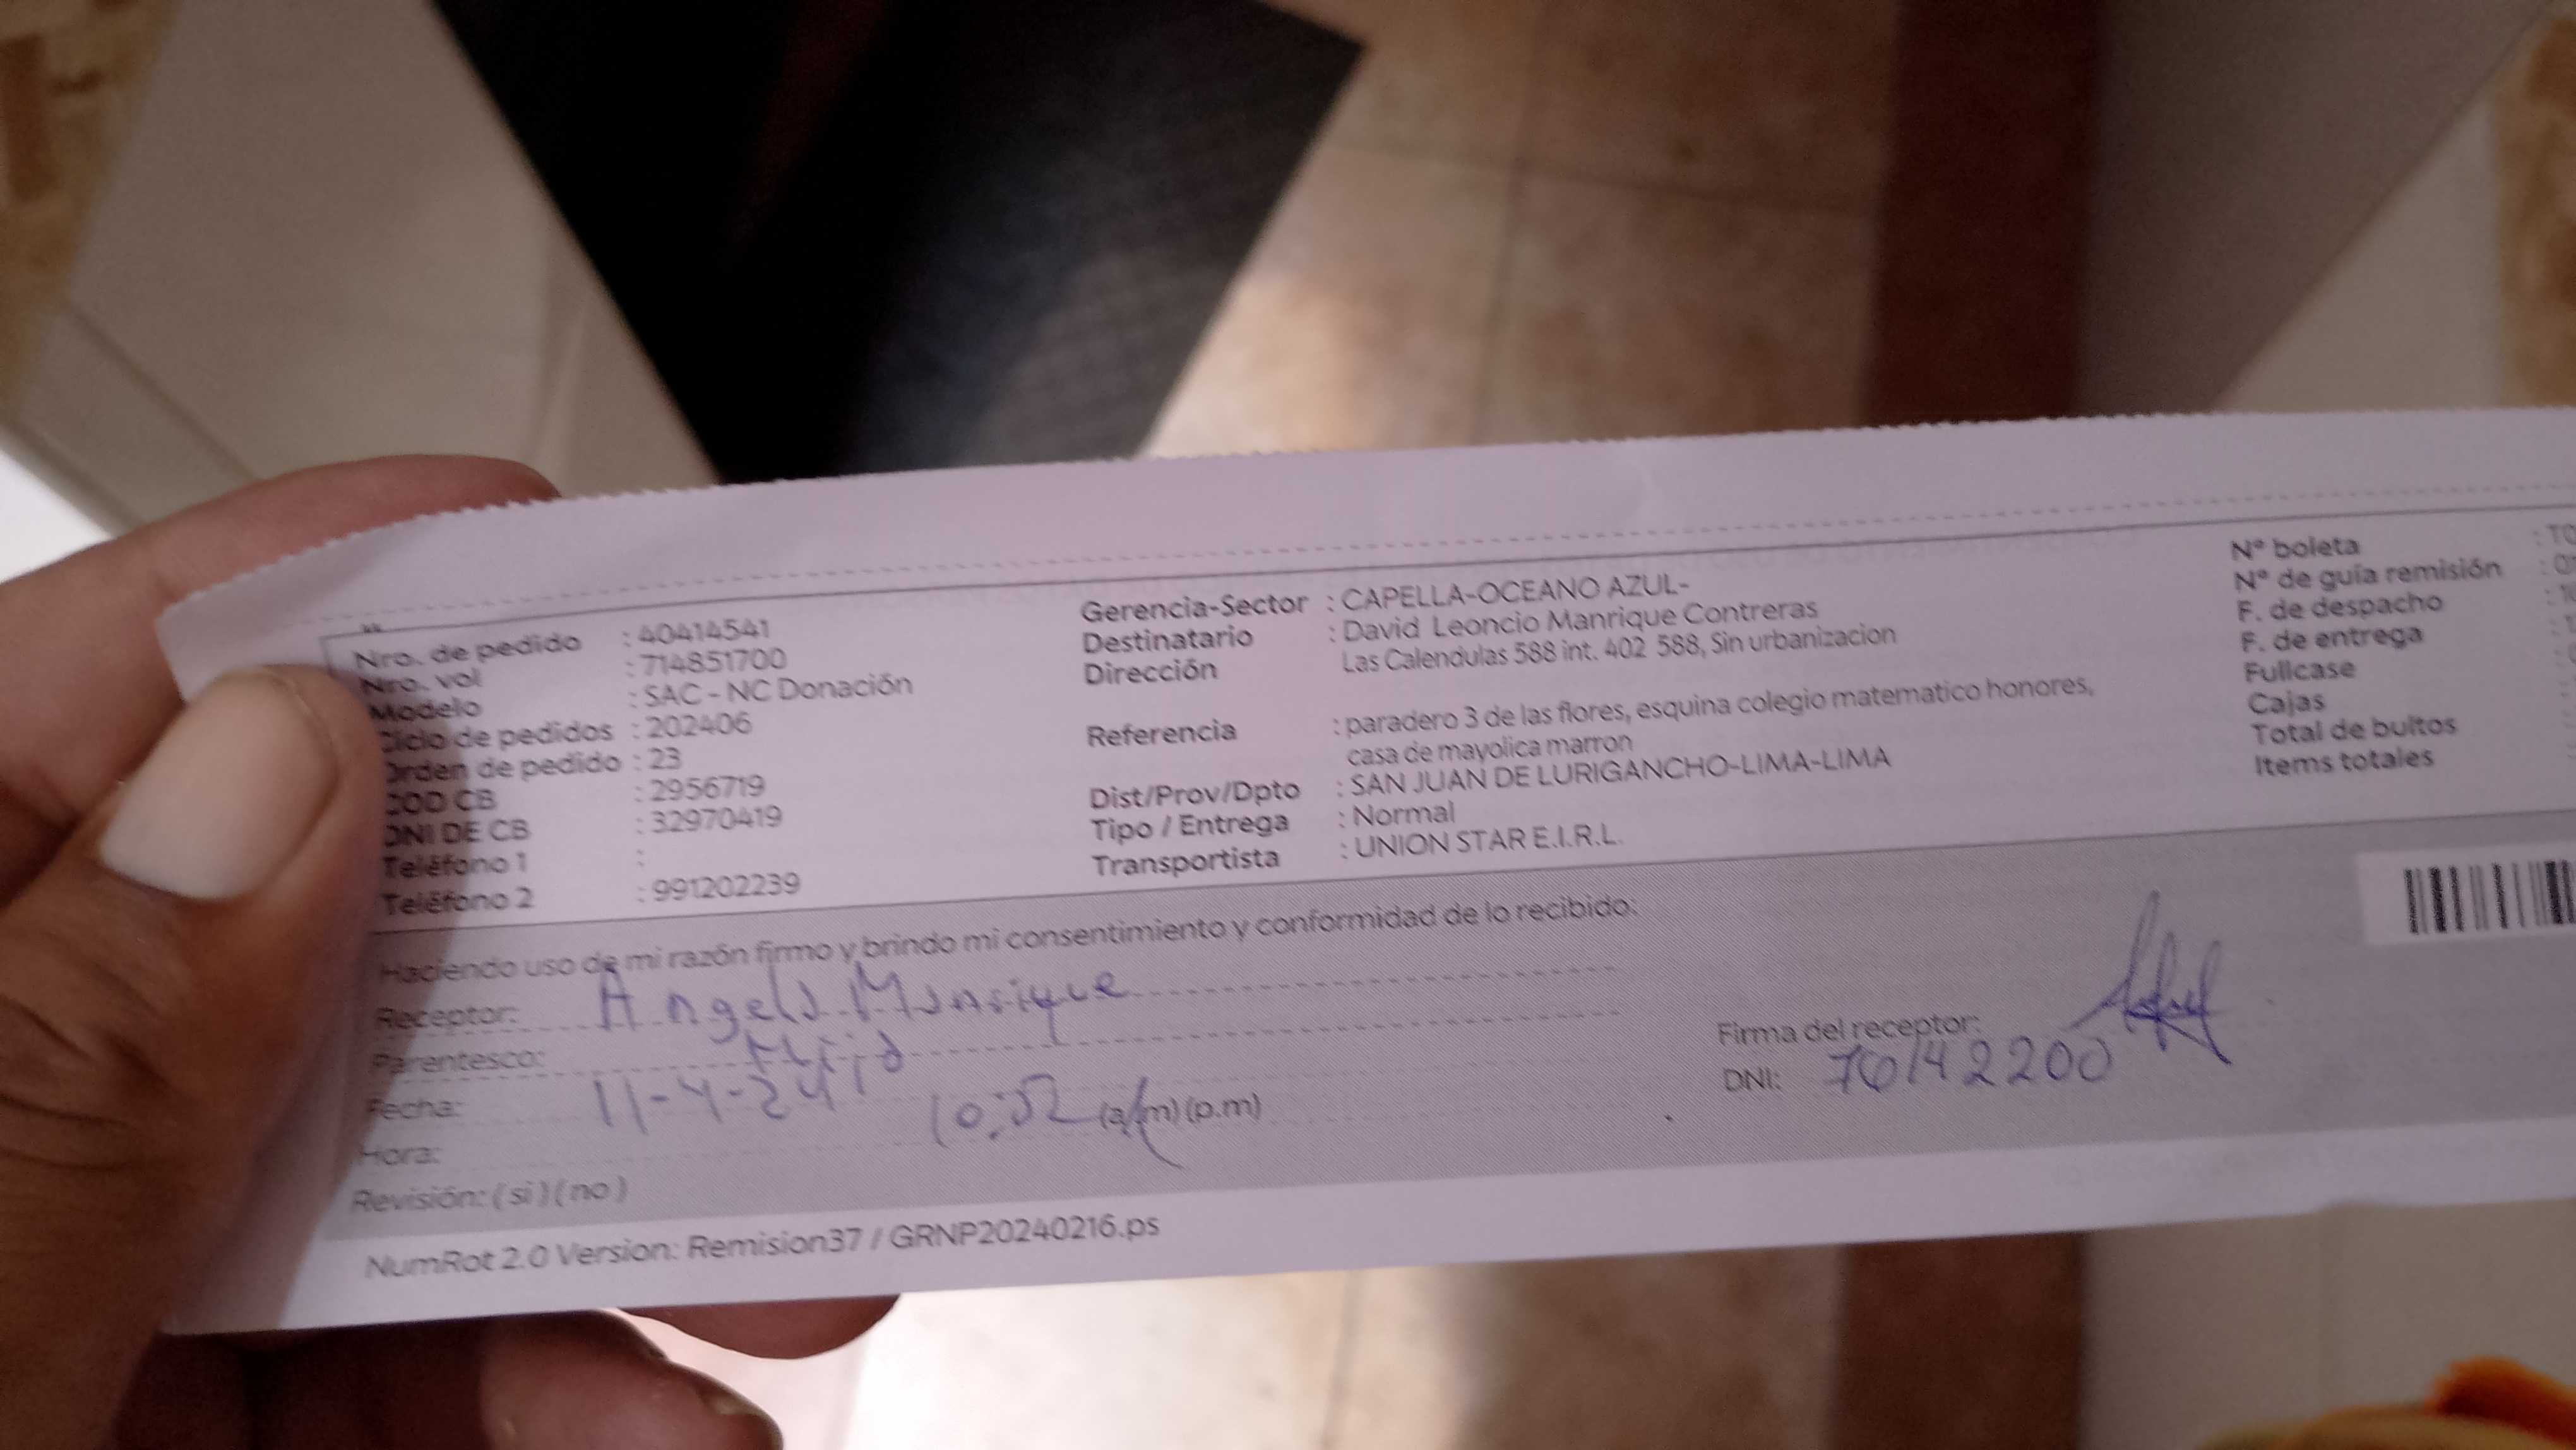 Nro. de pedido : 40414541
Nro. vol : 714851700
Modelo : SAC - NC Donación
Ciclo de pedidos : 202406
Orden de pedido : 23
COD CB : 2956719
DNI DE CB : 32970419
Teléfono 1 :
Teléfono 2 : 991202239
Gerencia-Sector : CAPELLA-OCEANO AZUL-
Destinatario : David Leoncio Manrique Contreras
Dirección Las Calendulas 588 int. 402 588, Sin urbanizacion
Referencia : paradero 3 de las flores, esquina colegio matematico honores,
casa de mayolica marron
Dist/Prov/Dpto : SAN JUAN DE LURIGANCHO-LIMA-LIMA
Tipo / Entrega : Normal
Transportista : UNION STAR E.I.R.L.
N° boleta
N° de guía remisión
F. de despacho
F. de entrega
Fullcase
Cajas
Total de bultos
Items totales
Haciendo uso de mi razón firmo y brindo mi consentimiento y conformidad de lo recibido:
Receptor: Angela Manrique
Parentesco: Hija
Fecha: 11-4-24
Hora: 10:52 (a.m) (p.m)
Revisión: ( si ) ( no )
Firma del receptor:
DNI: 76142200
NumRot 2.0 Version: Remision37 / GRNP20240216.ps